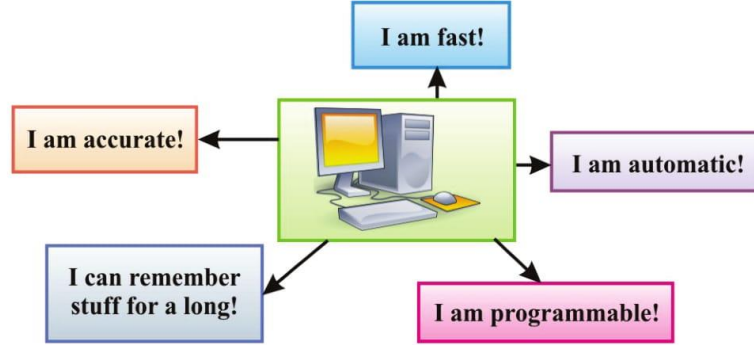 I am fast!
I am accurate!
I am automatic!
I can remember
stuff for a long!
I am programmable!